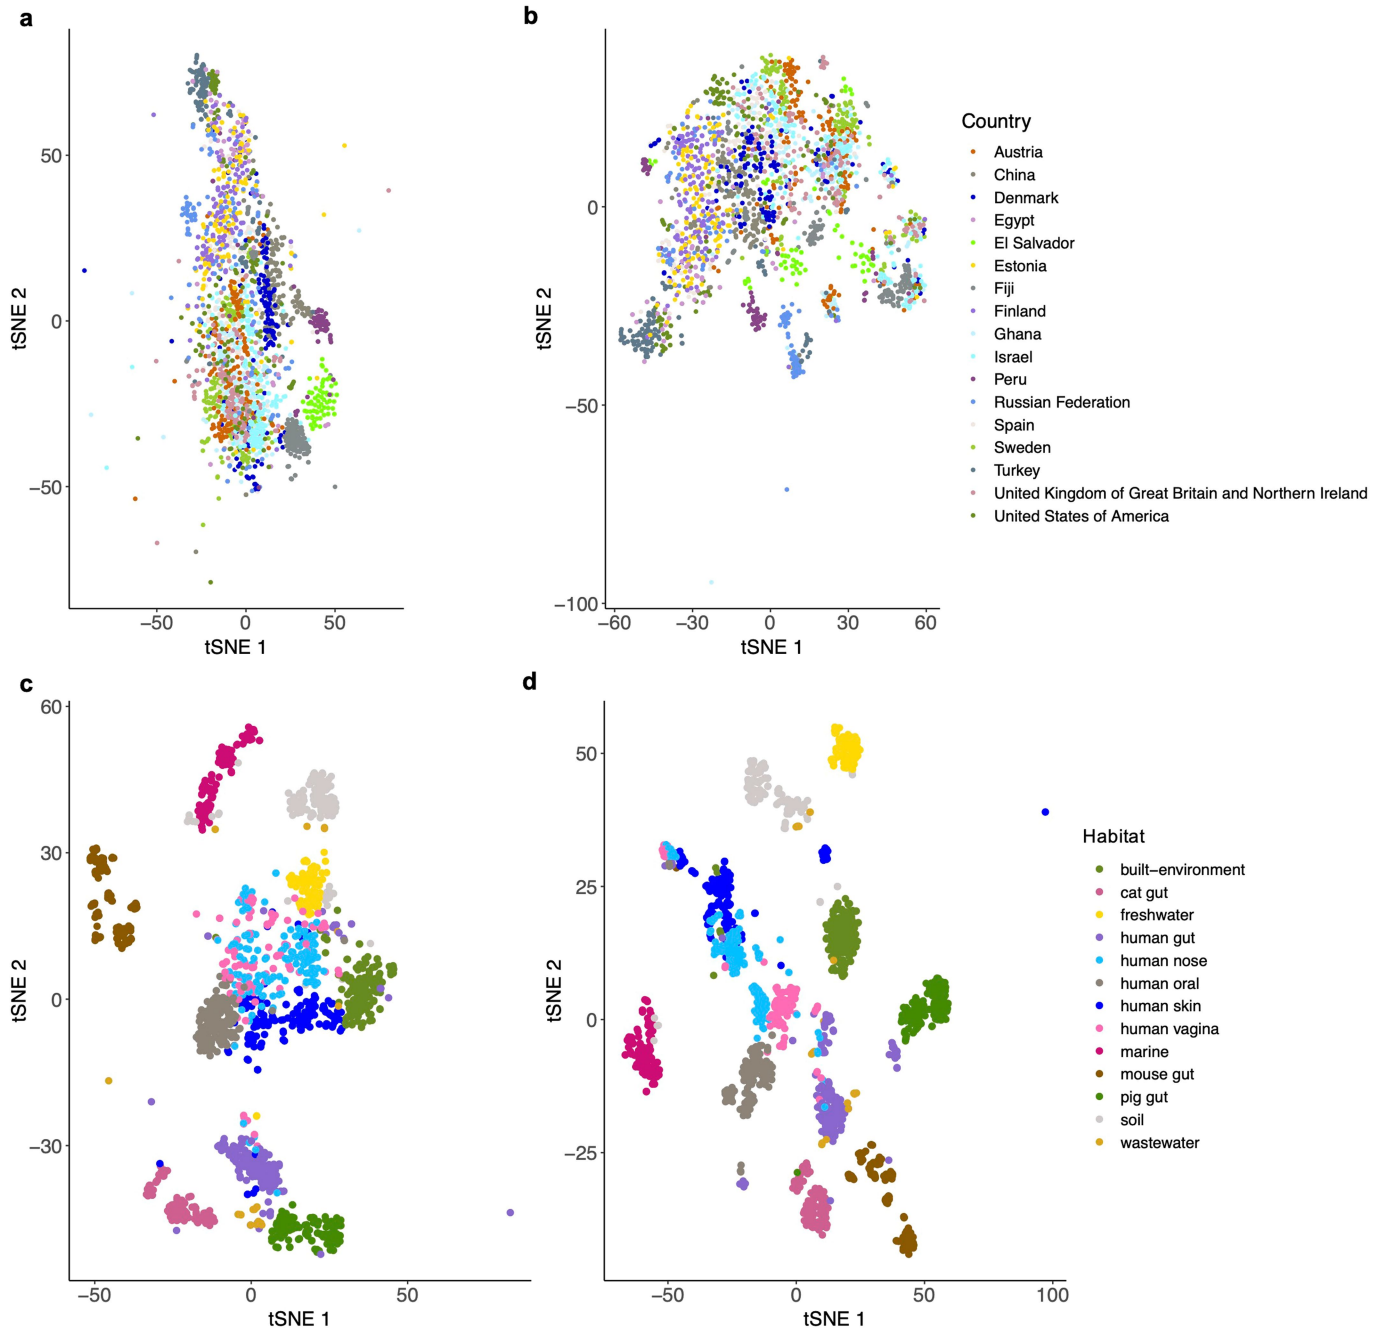 a
50
0
−50
tSNE 2
−50
0
50
tSNE 1
b
0
−50
−100
tSNE 2
−60
−30
0
30
60
tSNE 1
Country
Austria
China
Denmark
Egypt
El Salvador
Estonia
Fiji
Finland
Ghana
Israel
Peru
Russian Federation
Spain
Sweden
Turkey
United Kingdom of Great Britain and Northern Ireland
United States of America
c
60
30
0
−30
tSNE 2
−50
0
50
tSNE 1
d
50
25
0
−25
tSNE 2
−50
0
50
100
tSNE 1
Habitat
built−environment
cat gut
freshwater
human gut
human nose
human oral
human skin
human vagina
marine
mouse gut
pig gut
soil
wastewater